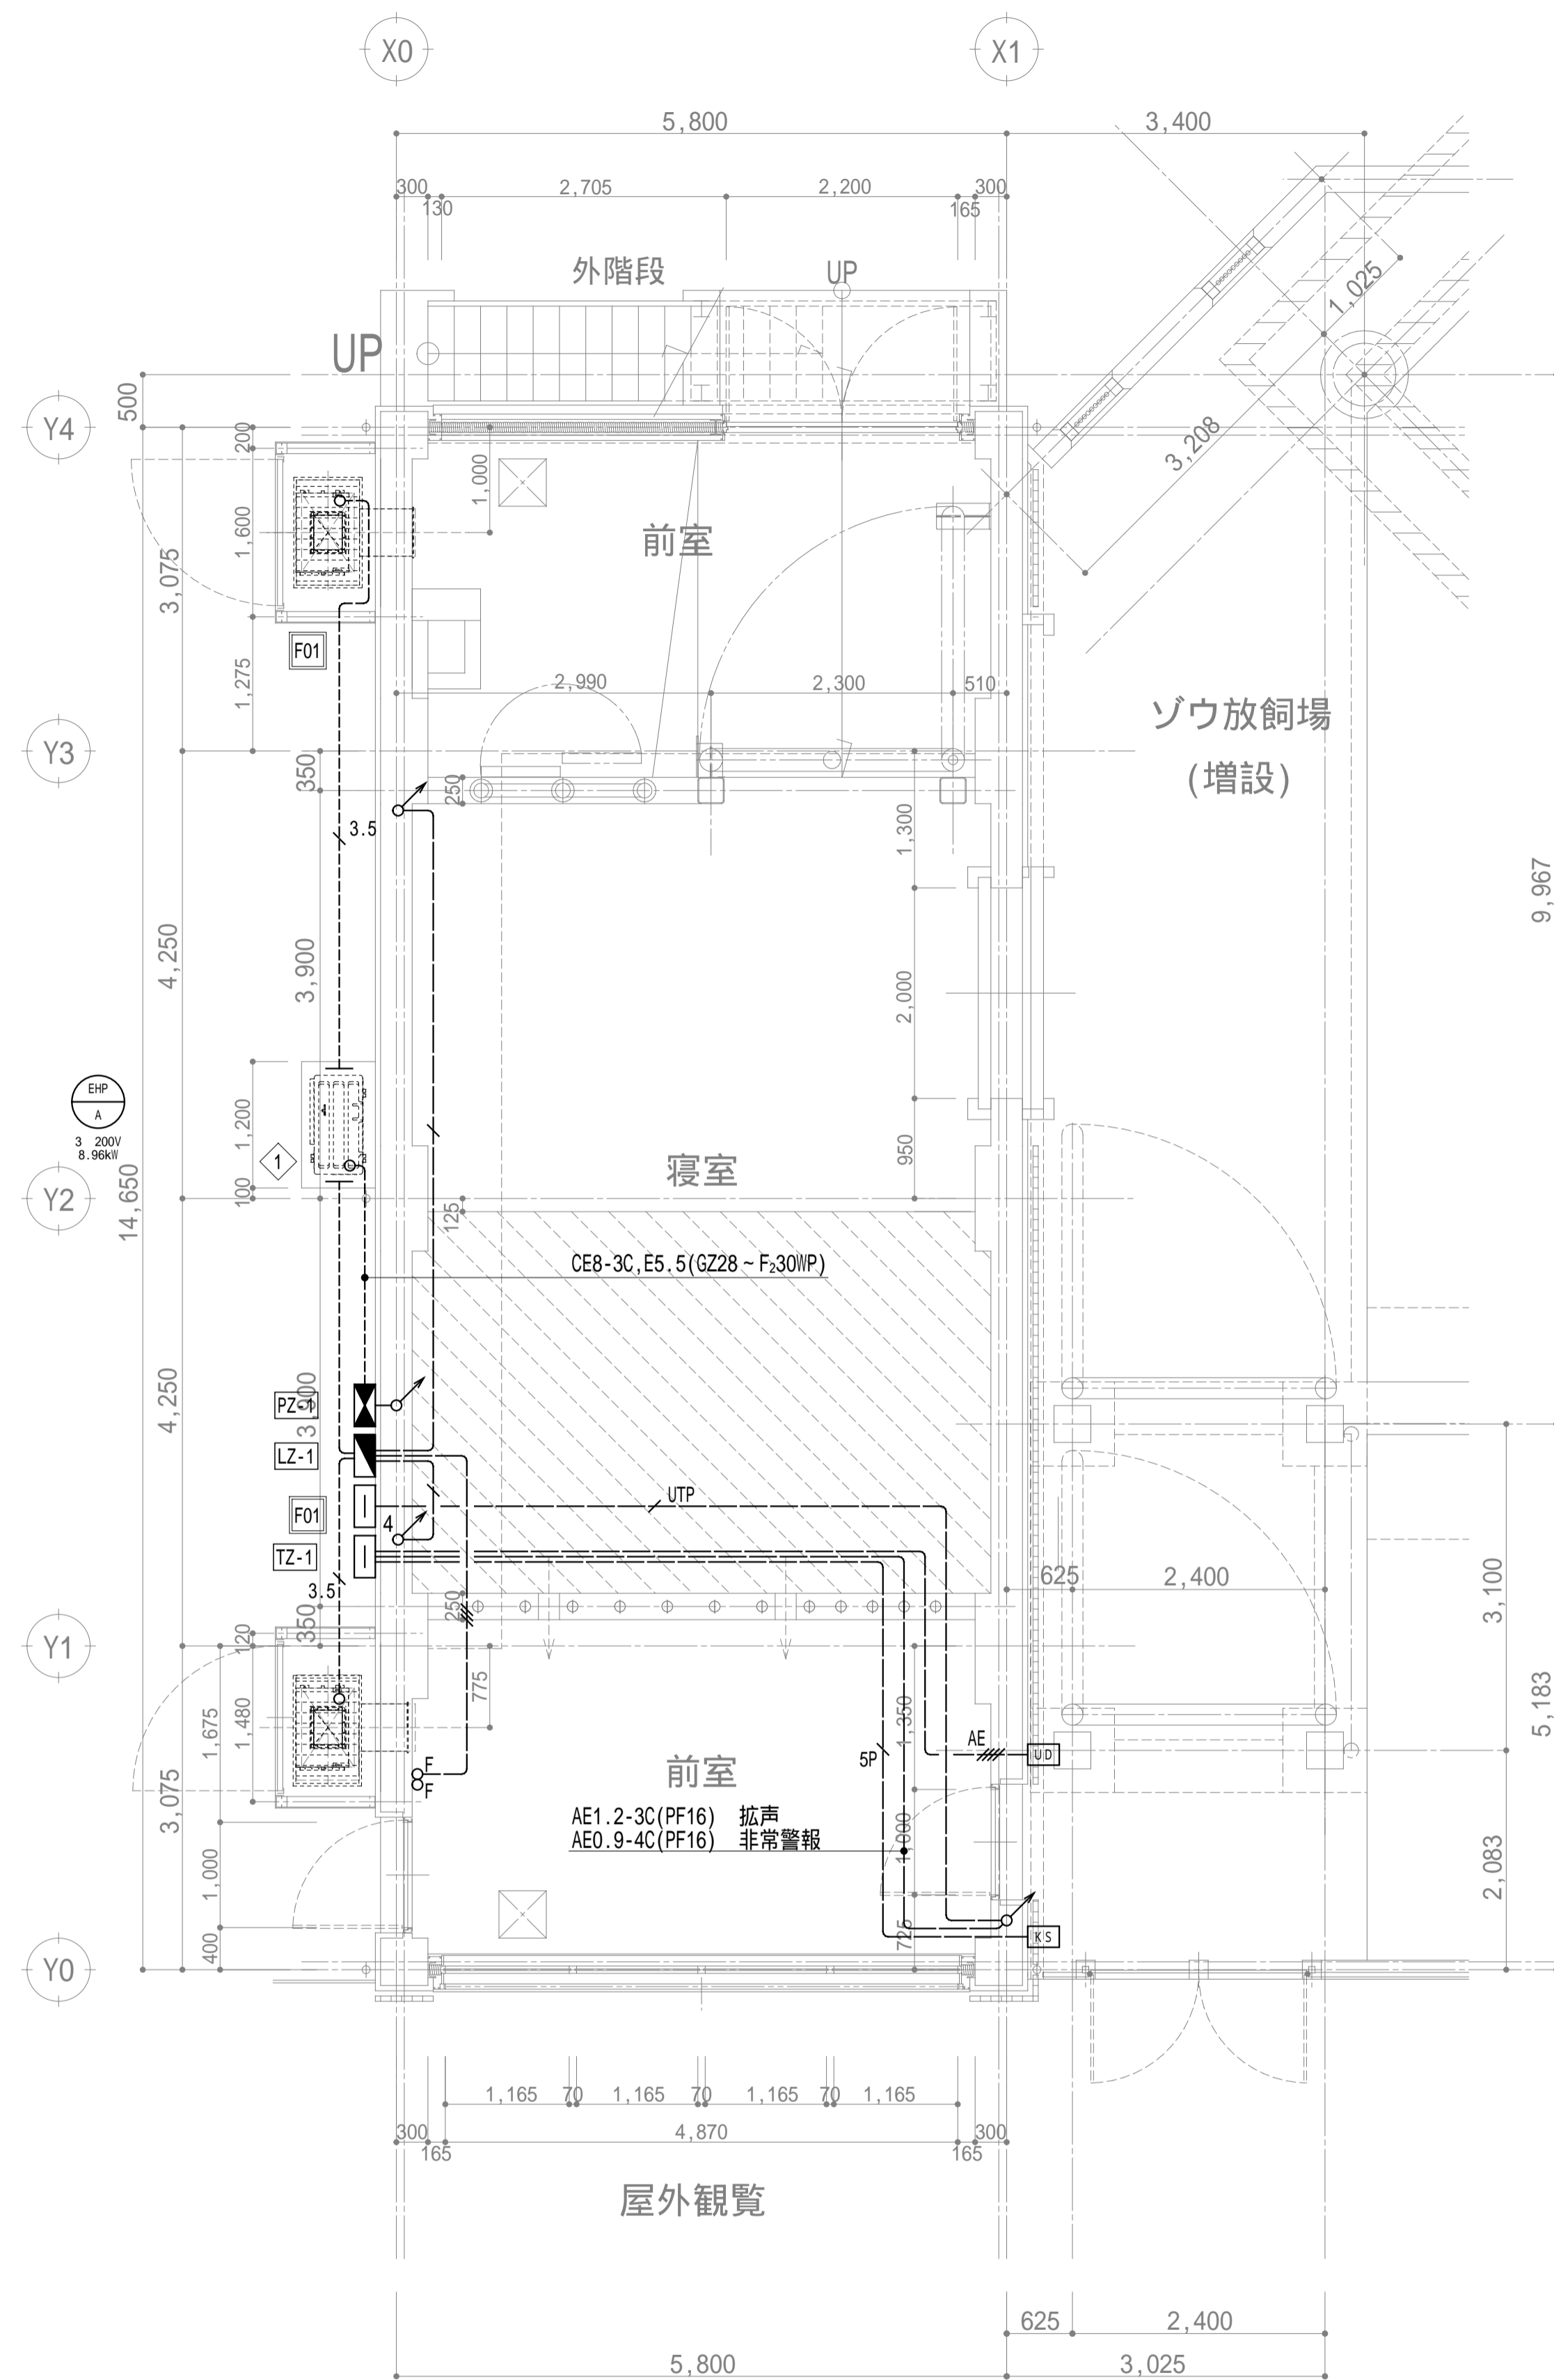 X0
X1
5,800
3,400
300
2,705
2,200
300
130
165
外階段
UP
UP
1,025
500
Y4
200
1,000
3,208
1,600
前室
3,075
F01
1,275
2,990
2,300
510
ゾウ放飼場
(増設)
Y3
350
250
3.5
1,300
9,967
3,900
4,250
2,000
EHP
A
3 200V
8.96kW
1,200
1
950
寝室
100
Y2
14,650
125
CE8-3C,E5.5(GZ28～F₂30WP)
PZ-1
3,900
4,250
LZ-1
UTP
F01
4
TZ-1
3.5
625
2,400
3,100
250
350
120
Y1
775
1,675
1,480
1,350
5,183
AE
UD
5P
F
F
前室
3,075
AE1.2-3C(PF16) 拡声
AE0.9-4C(PF16) 非常警報
1,000
1,000
2,083
725
KS
400
Y0
1,165
70
1,165
70
1,165
70
1,165
300
4,870
300
165
165
屋外観覧
625
2,400
5,800
3,025